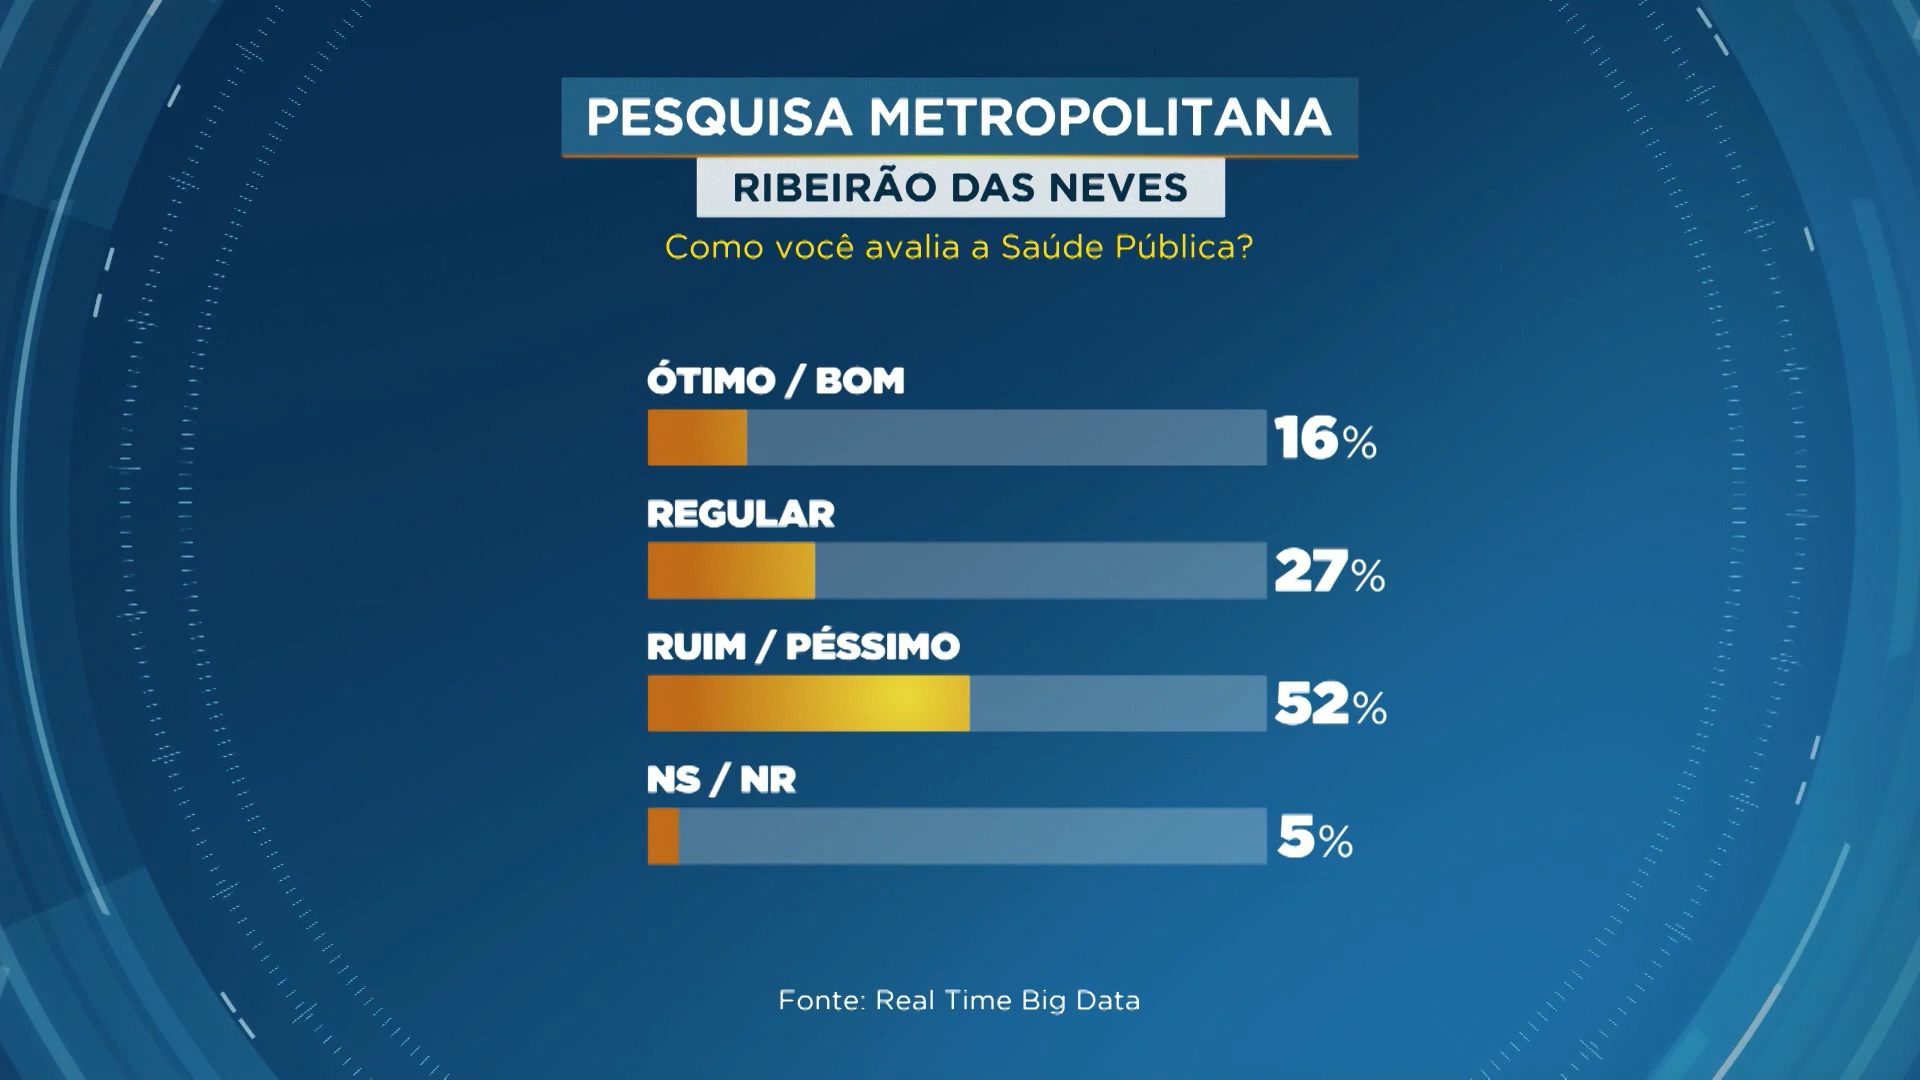 PESQUISA METROPOLITANA
RIBEIRÃO DAS NEVES
Como você avalia a Saúde Pública?
ÓTIMO / BOM
16%
REGULAR
27%
RUIM / PÉSSIMO
52%
NS / NR
5%
Fonte: Real Time Big Data